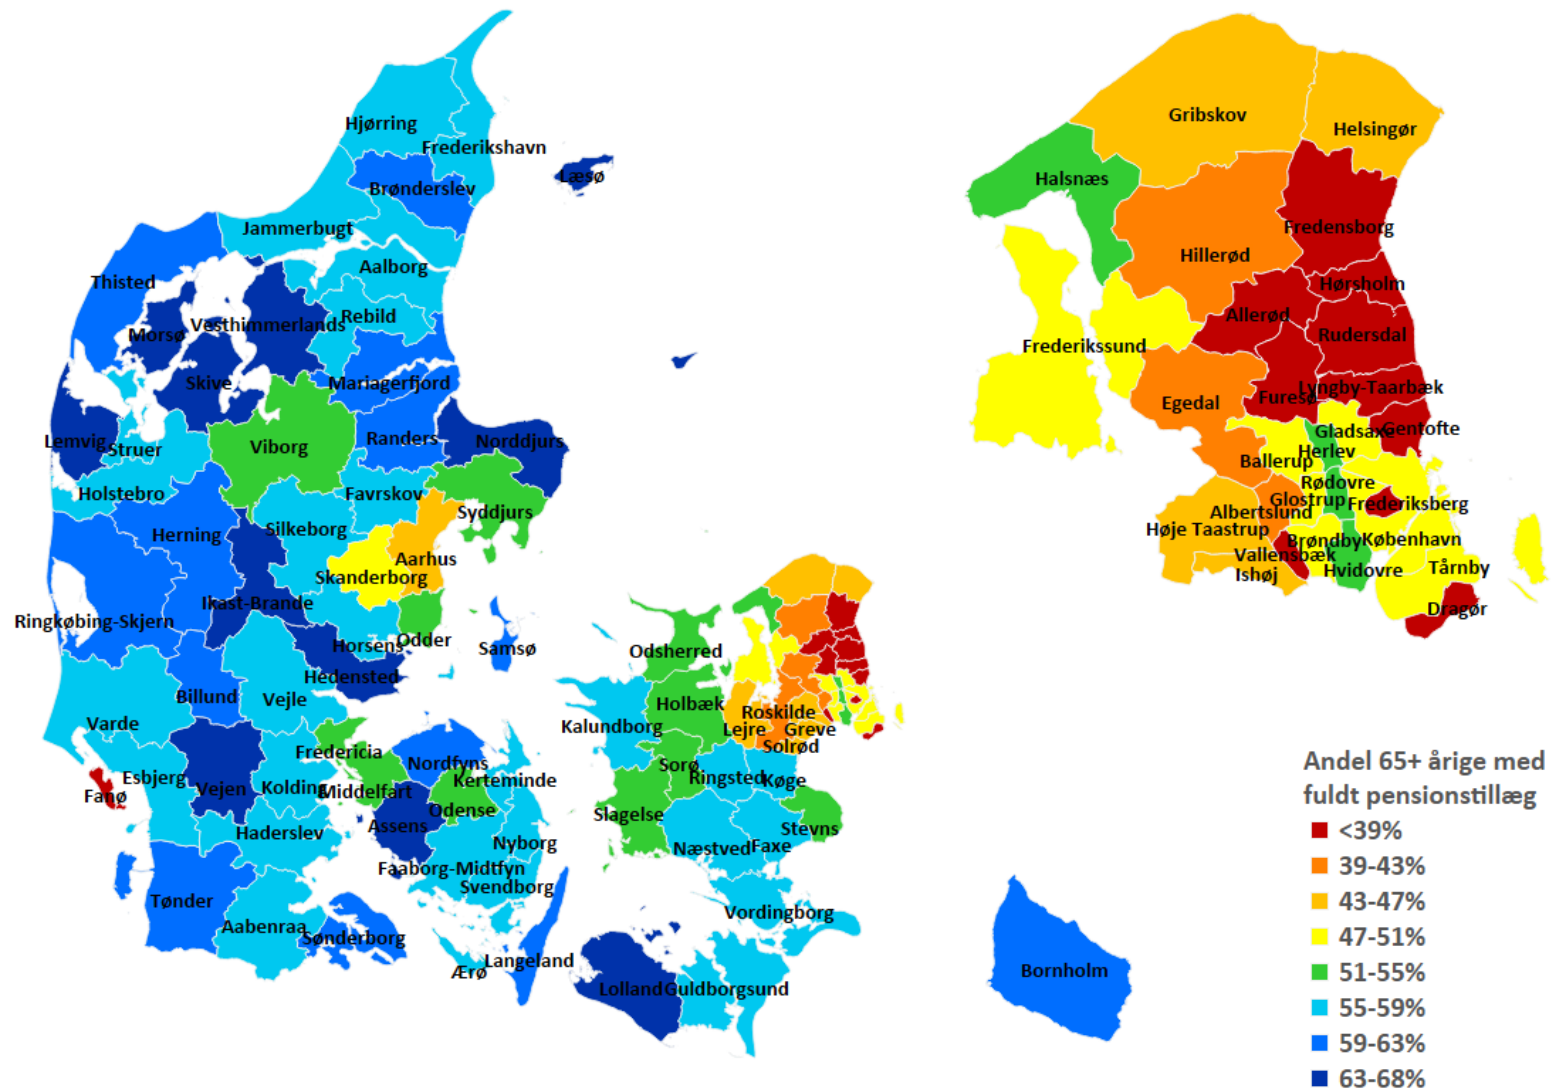 Hjørring
Frederikshavn
Læsø
Brønderslev
Jammerbugt
Aalborg
Thisted
Rebild
Vesthimmerlands
Morsø
Mariagerfjord
Skive
Randers
Norddjurs
Lemvig
Struer
Viborg
Holstebro
Favrskov
Syddjurs
Silkeborg
Herning
Aarhus
Skanderborg
Ikast-Brande
Ringkøbing-Skjern
Horsens
Odder
Samsø
Hedensted
Billund
Vejle
Varde
Fredericia
Esbjerg
Vejen
Kolding
Fanø
Middelfart
Nordfyns
Kerteminde
Odense
Assens
Haderslev
Nyborg
Faaborg-Midtfyn
Svendborg
Tønder
Aabenraa
Sønderborg
Ærø
Langeland
Odsherred
Holbæk
Kalundborg
Roskilde
Lejre
Greve
Solrød
Sorø
Ringsted
Køge
Slagelse
Stevns
Næstved
Faxe
Vordingborg
Lolland
Guldborgsund
Gribskov
Helsingør
Halsnæs
Fredensborg
Hillerød
Hørsholm
Allerød
Rudersdal
Frederikssund
Lyngby-Taarbæk
Egedal
Furesø
Gladsaxe
Gentofte
Herlev
Ballerup
Rødovre
Glostrup
Frederiksberg
Albertslund
Høje Taastrup
Brøndby
København
Vallensbæk
Ishøj
Hvidovre
Tårnby
Dragør
Bornholm
Andel 65+ årige med
fuldt pensionstillæg
<39%
39-43%
43-47%
47-51%
51-55%
55-59%
59-63%
63-68%